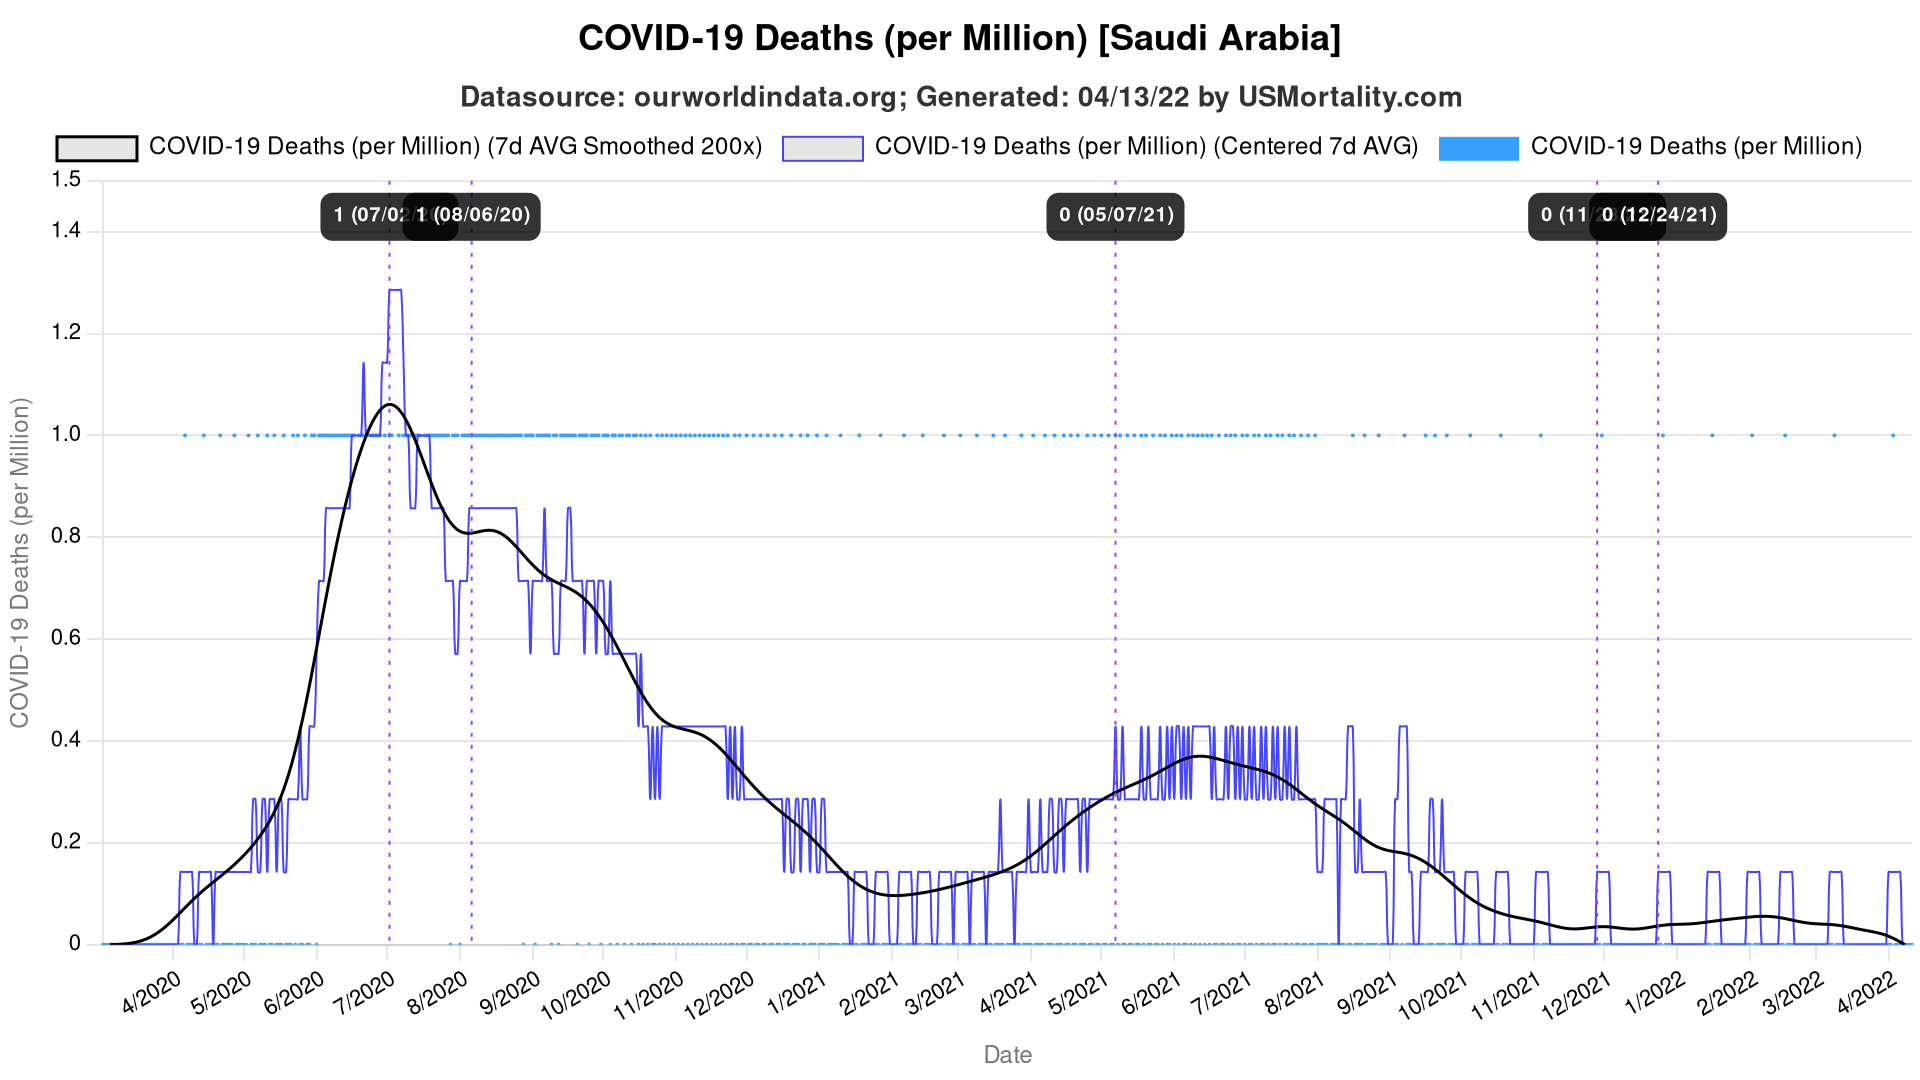 COVID-19 Deaths (per Million) [Saudi Arabia]
Datasource: ourworldindata.org; Generated: 04/13/22 by USMortality.com
COVID-19 Deaths (per Million) (7d AVG Smoothed 200x) COVID-19 Deaths (per Million) (Centered 7d AVG) COVID-19 Deaths (per Million)
1.5
1 (07/02/ 1 (08/06/20) 0 (05/07/21) 0 (11/ 0 (12/24/21)
1.4
1.2
1.0
0.8
0.6
0.4
0.2
0
COVID-19 Deaths (per Million)
4/2020 5/2020 6/2020 7/2020 8/2020 9/2020 10/2020 11/2020 12/2020 1/2021 2/2021 3/2021 4/2021 5/2021 6/2021 7/2021 8/2021 9/2021 10/2021 11/2021 12/2021 1/2022 2/2022 3/2022 4/2022
Date